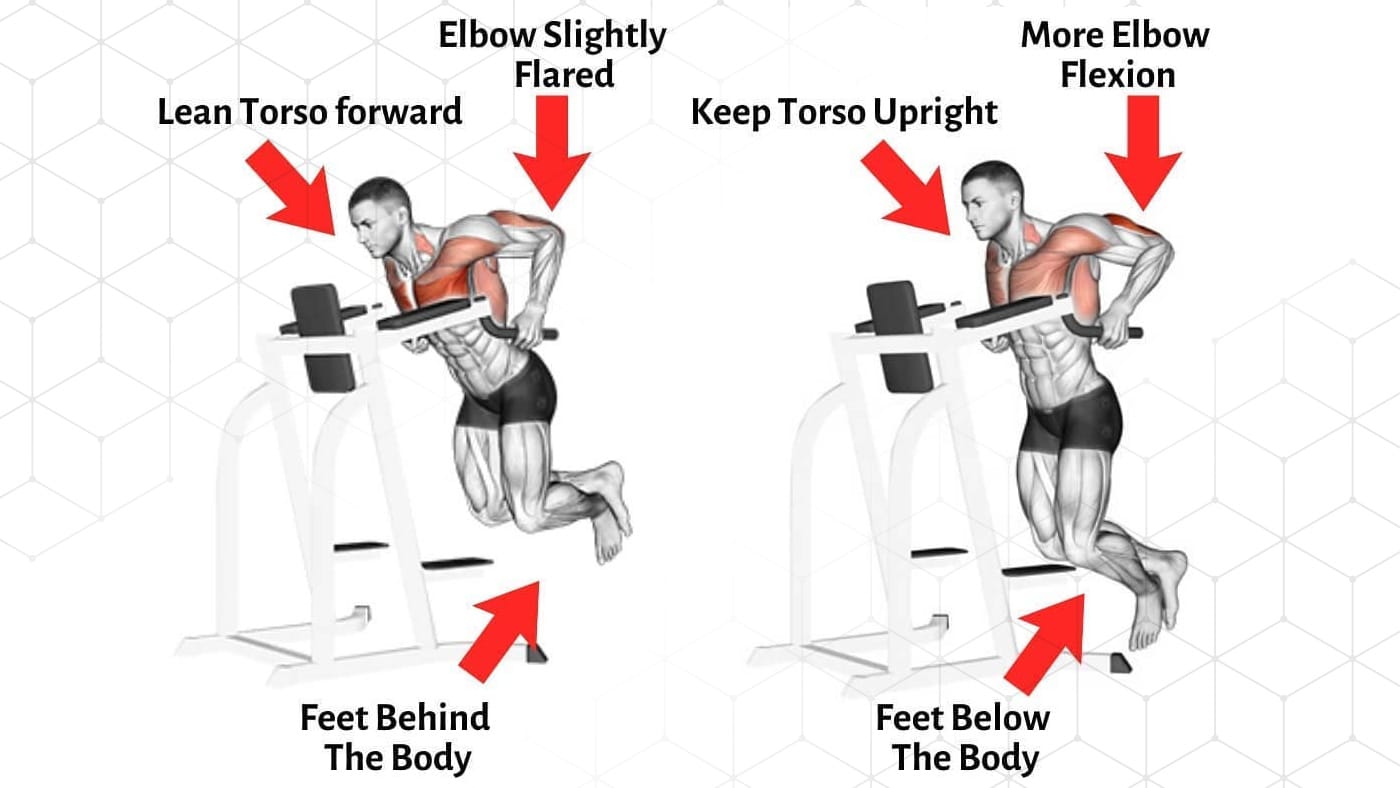 Elbow Slightly
Flared
Lean Torso forward
Feet Behind
The Body
More Elbow
Flexion
Keep Torso Upright
Feet Below
The Body